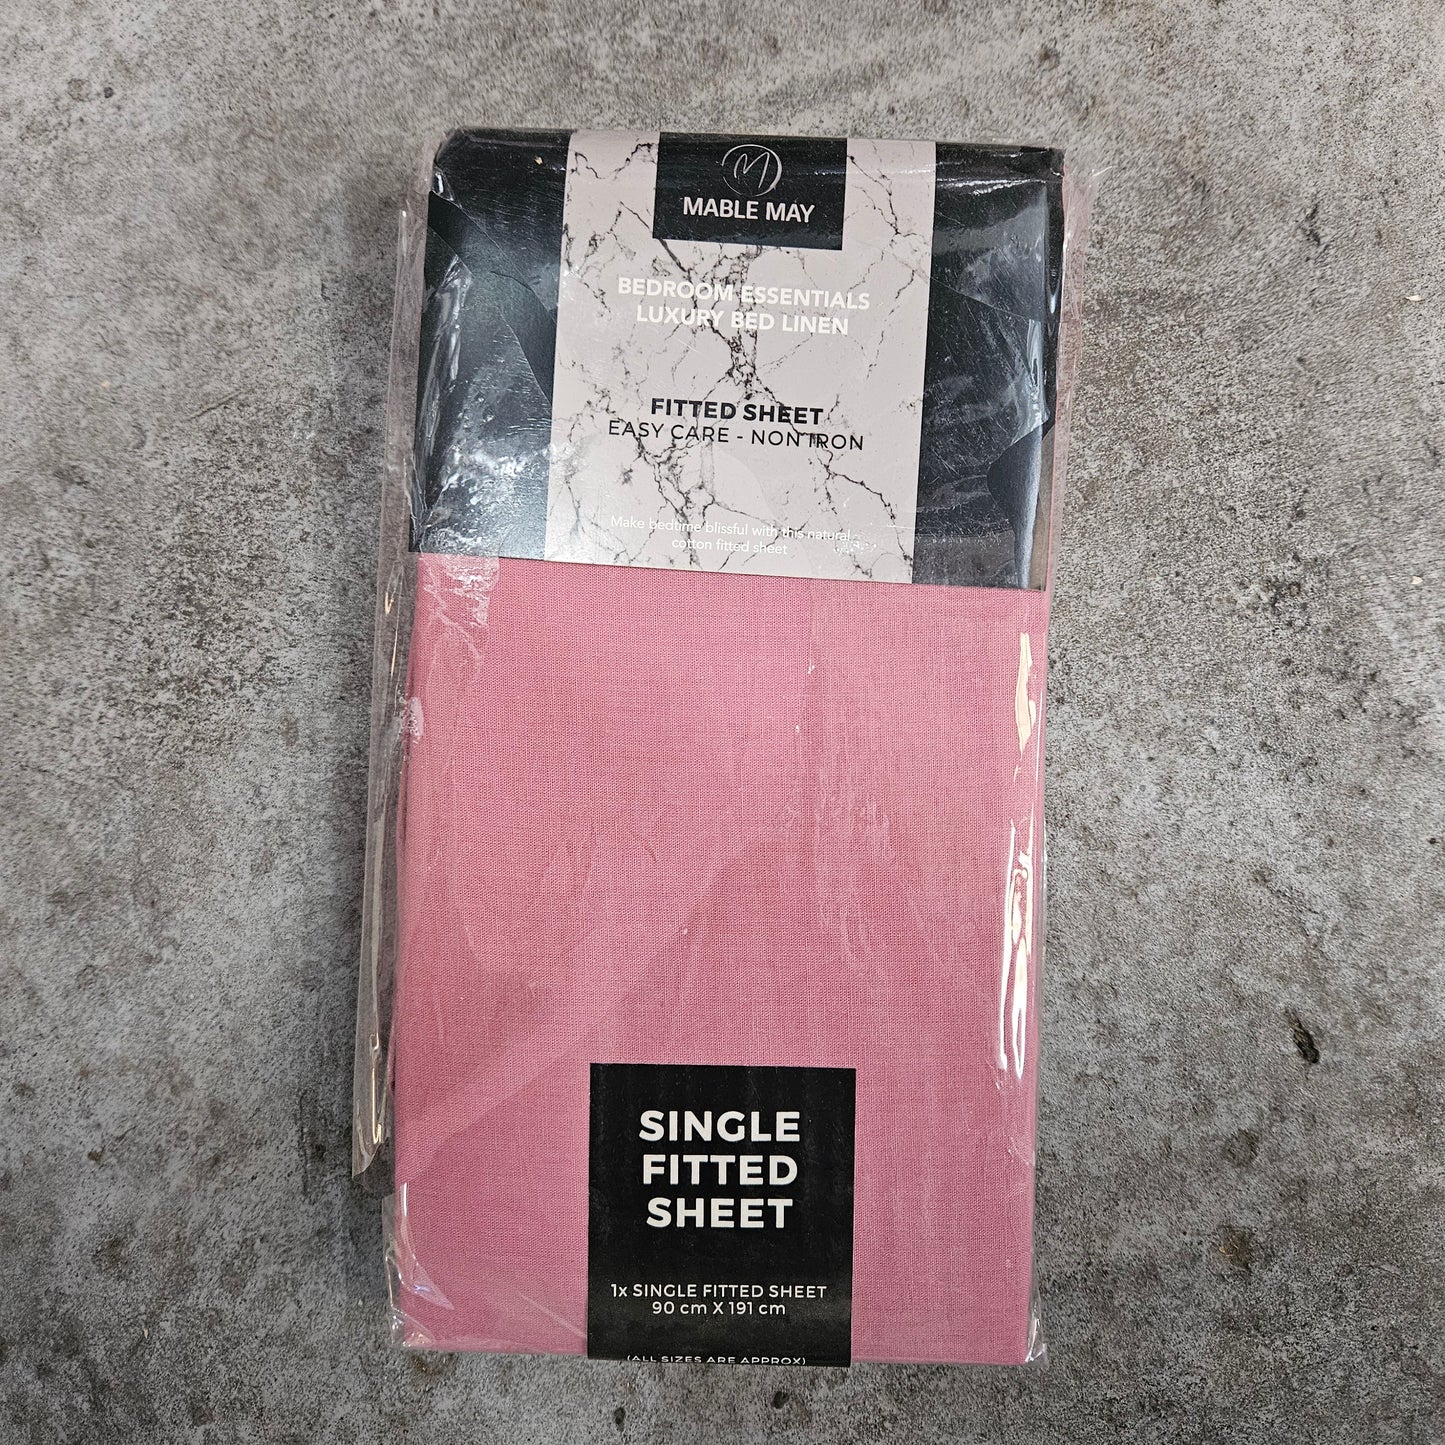 M
MABLE MAY
BEDROOM ESSENTIALS
LUXURY BED LINEN
FITTED SHEET
EASY CARE - NON IRON
Make bedtime blissful with this natural
cotton fitted sheet
SINGLE
FITTED
SHEET
1x SINGLE FITTED SHEET
90 cm X 191 cm
(ALL SIZES ARE APPROX)